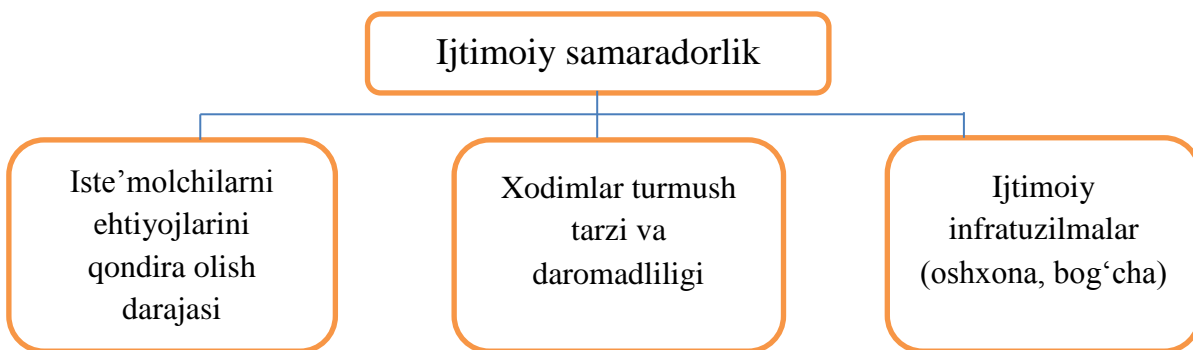 Ijtimoiy samaradorlik
Iste’molchilarni
ehtiyojlarini
qondira olish
darajasi
Xodimlar turmush
tarzi va
daromadliligi
Ijtimoiy
infratuzilmalar
(oshxona, bog‘cha)